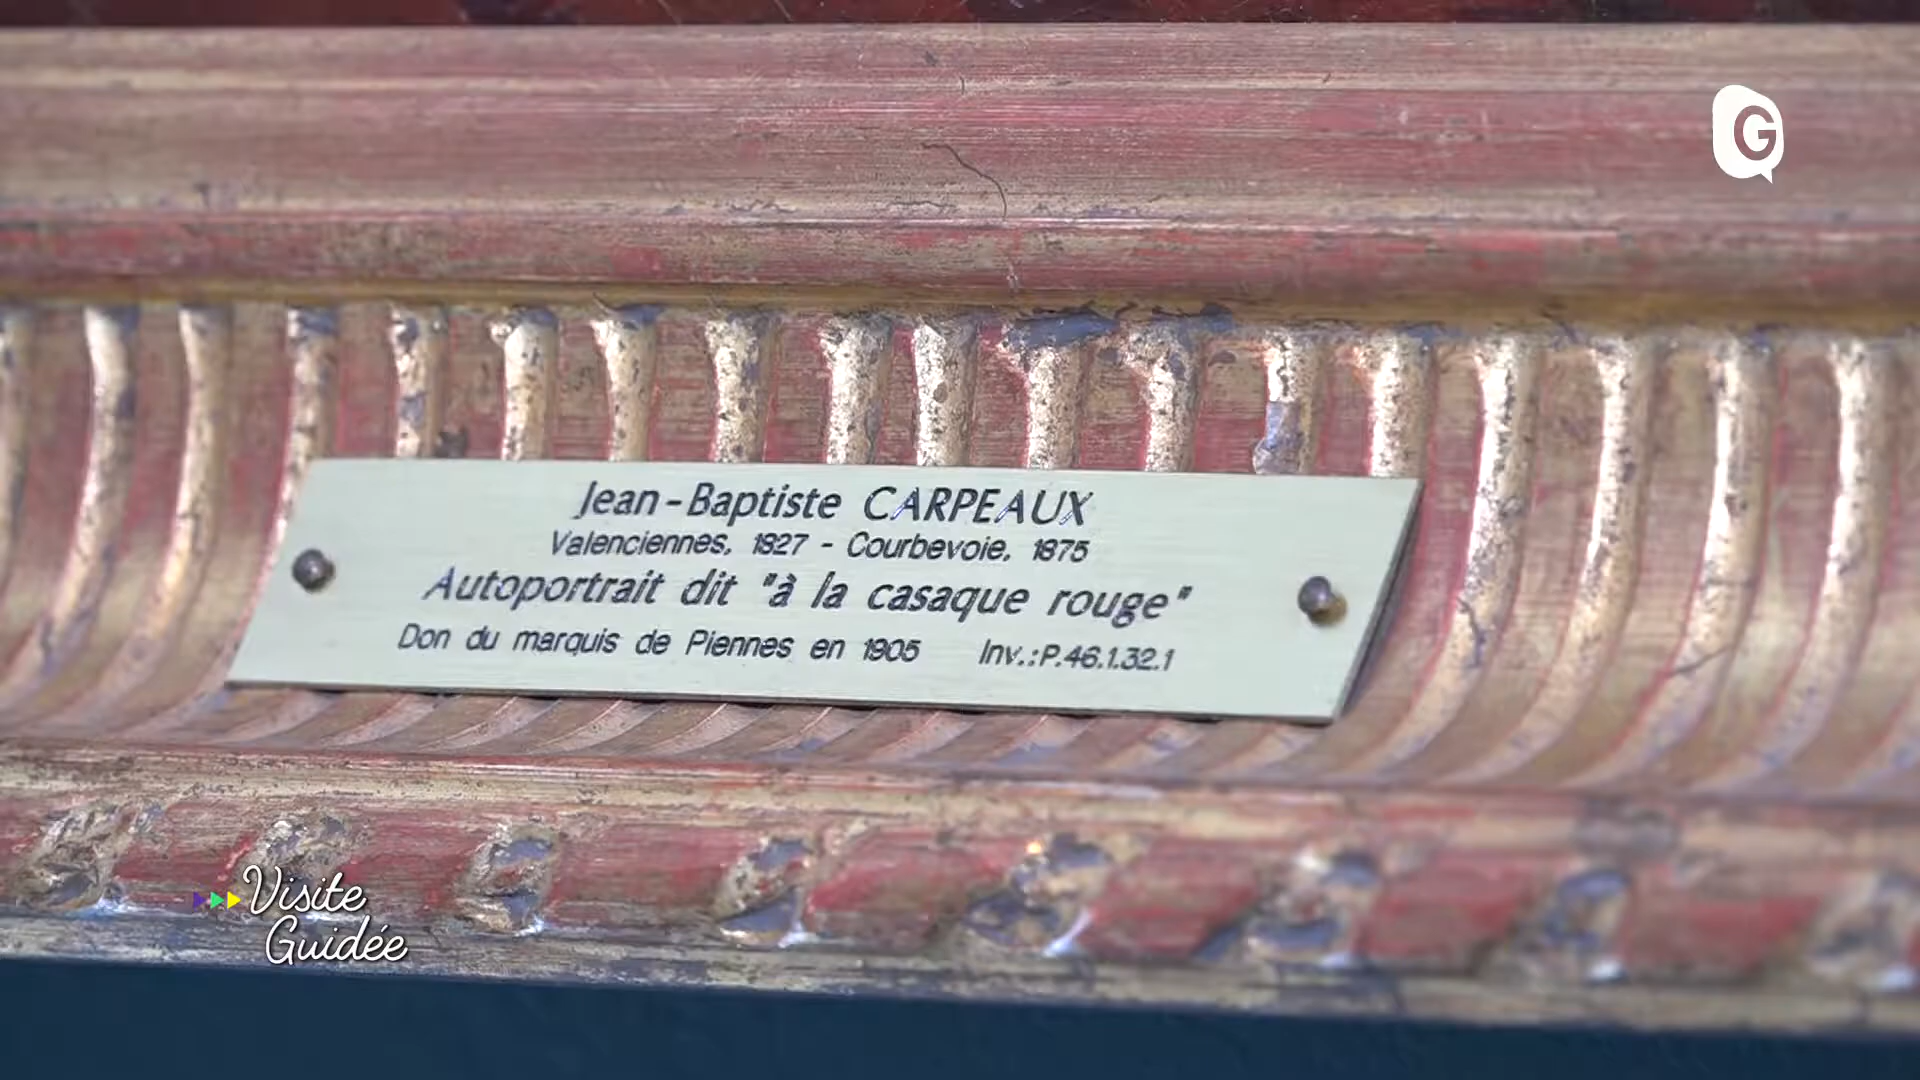 G
Jean-Baptiste CARPEAUX
Valenciennes, 1827 - Courbevoie, 1875
Autoportrait dit "à la casaque rouge"
Don du marquis de Piennes en 1905 Inv.:P.46.1.32.1
Visite
Guidée